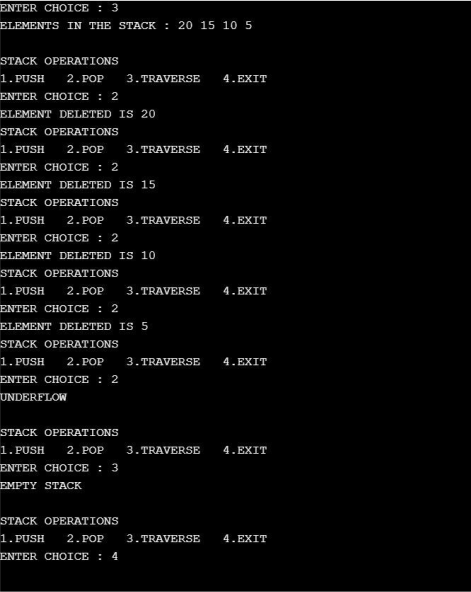 ENTER CHOICE : 3
ELEMENTS IN THE STACK : 20 15 10 5
STACK OPERATIONS
1.PUSH 2.POP 3.TRAVERSE 4.EXIT
ENTER CHOICE : 2
ELEMENT DELETED IS 20
STACK OPERATIONS
1.PUSH 2.POP 3.TRAVERSE 4.EXIT
ENTER CHOICE : 2
ELEMENT DELETED IS 15
STACK OPERATIONS
1.PUSH 2.POP 3.TRAVERSE 4.EXIT
ENTER CHOICE : 2
ELEMENT DELETED IS 10
STACK OPERATIONS
1.PUSH 2.POP 3.TRAVERSE 4.EXIT
ENTER CHOICE : 2
ELEMENT DELETED IS 5
STACK OPERATIONS
1.PUSH 2.POP 3.TRAVERSE 4.EXIT
ENTER CHOICE : 2
UNDERFLOW
STACK OPERATIONS
1.PUSH 2.POP 3.TRAVERSE 4.EXIT
ENTER CHOICE : 3
EMPTY STACK
STACK OPERATIONS
1.PUSH 2.POP 3.TRAVERSE 4.EXIT
ENTER CHOICE : 4